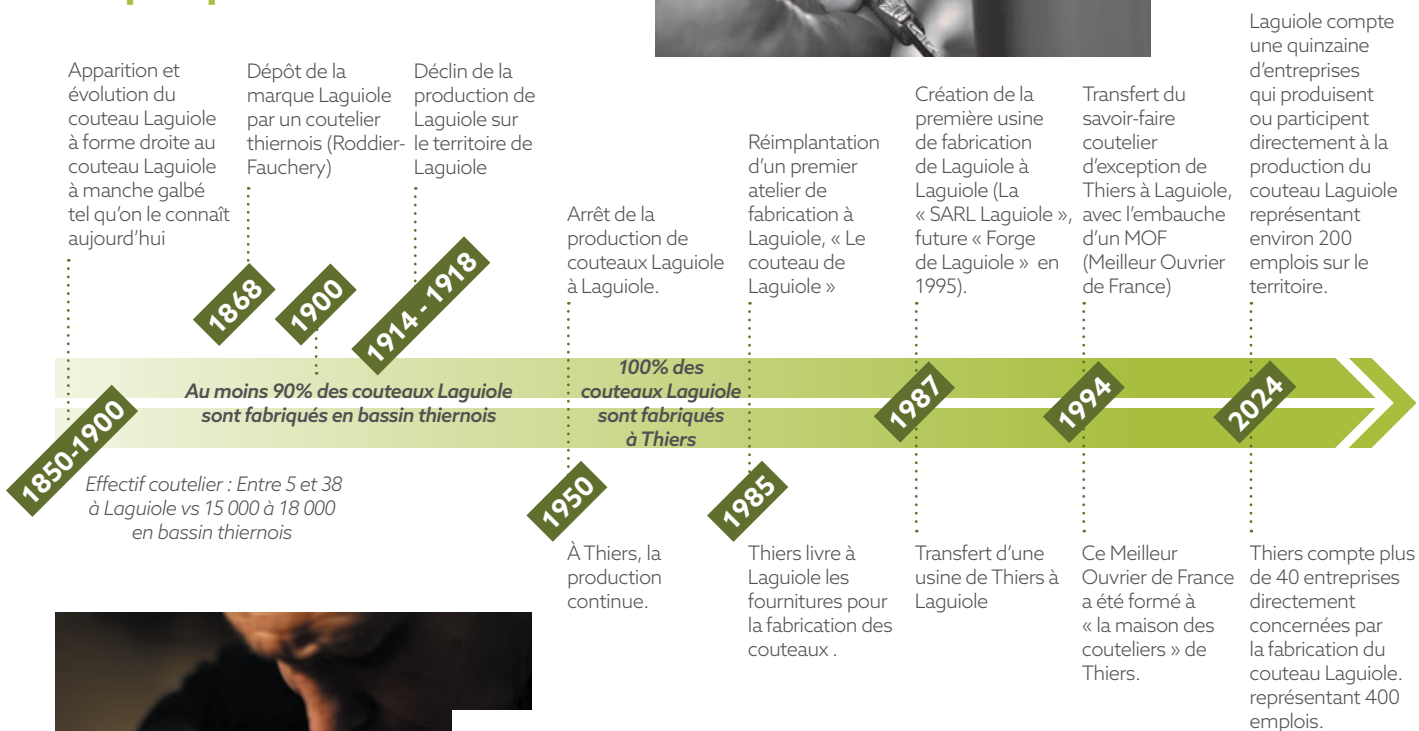 Apparition et
évolution du
couteau Laguiole
à forme droite au
couteau Laguiole
à manche galbé
tel qu'on le connaît
aujourd'hui
Dépôt de la
marque Laguiole
par un coutelier
thiernois (Roddier-
Fauchery)
Déclin de la
production de
Laguiole sur
le territoire de
Laguiole
Arrêt de la
production de
couteaux Laguiole
à Laguiole.
Réimplantation
d'un premier
atelier de
fabrication à
Laguiole, « Le
couteau de
Laguiole »
Création de la
première usine
de fabrication
de Laguiole à
Laguiole (La
« SARL Laguiole »,
future « Forge
de Laguiole » en
1995).
Transfert du
savoir-faire
coutelier
d'exception de
Thiers à Laguiole,
avec l'embauche
d'un MOF
(Meilleur Ouvrier
de France)
Laguiole compte
une quinzaine
d'entreprises
qui produisent
ou participent
directement à la
production du
couteau Laguiole
représentant
environ 200
emplois sur le
territoire.
1850-1900
1868
1900
1914 - 1918
1950
1985
1987
1994
2024
Au moins 90% des couteaux Laguiole
sont fabriqués en bassin thiernois
100% des
couteaux Laguiole
sont fabriqués
à Thiers
Effectif coutelier : Entre 5 et 38
à Laguiole vs 15 000 à 18 000
en bassin thiernois
À Thiers, la
production
continue.
Thiers livre à
Laguiole les
fournitures pour
la fabrication des
couteaux .
Transfert d'une
usine de Thiers à
Laguiole
Ce Meilleur
Ouvrier de France
a été formé à
« la maison des
couteliers » de
Thiers.
Thiers compte plus
de 40 entreprises
directement
concernées par
la fabrication du
couteau Laguiole.
représentant 400
emplois.